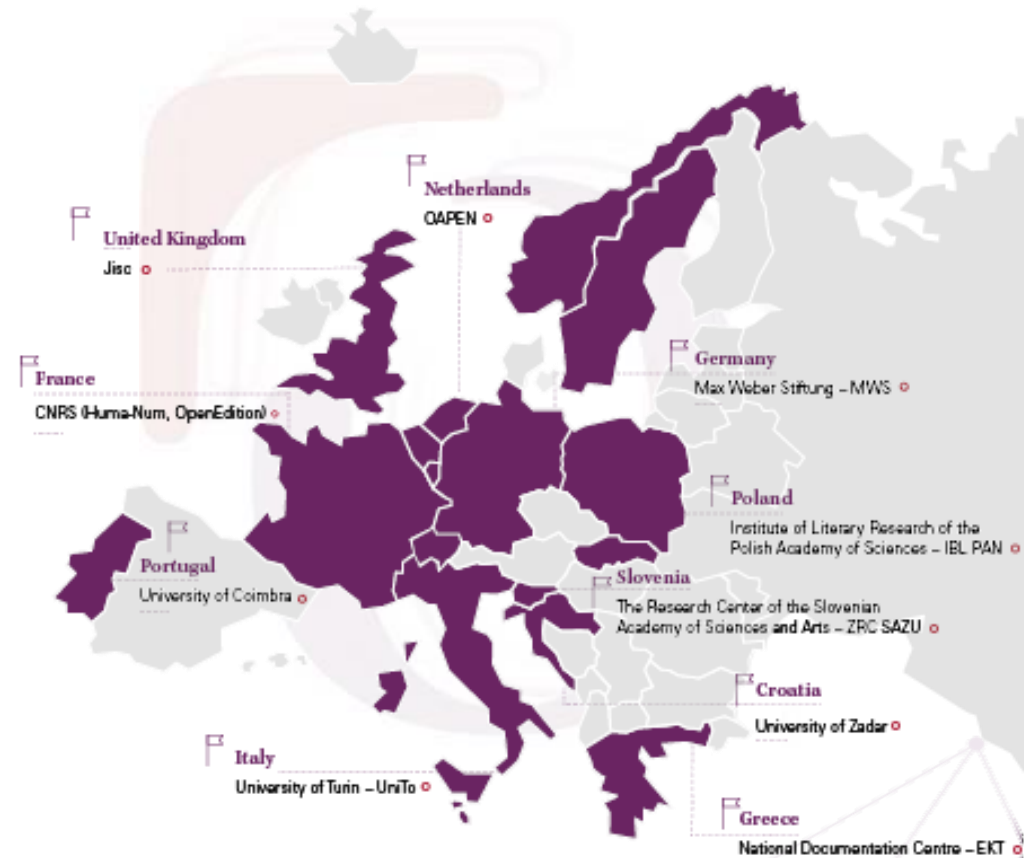 Netherlands
OAPEN
United Kingdom
Jisc
France
CNRS (Huma-Num, OpenEdition)
Germany
Max Weber Stiftung – MWS
Poland
Institute of Literary Research of the
Polish Academy of Sciences – IBL PAN
Portugal
University of Coimbra
Slovenia
The Research Center of the Slovenian
Academy of Sciences and Arts – ZRC SAZU
Croatia
University of Zadar
Italy
University of Turin – UniTo
Greece
National Documentation Centre – EKT